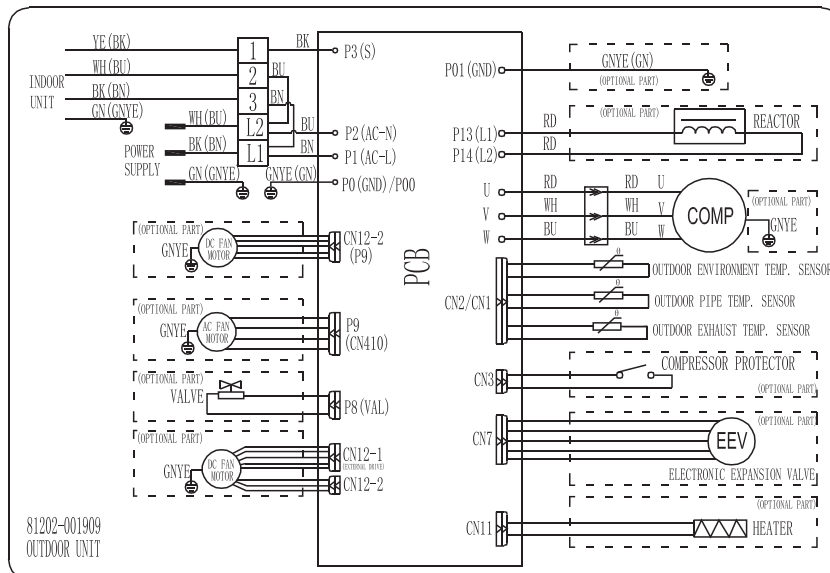 YE(BK)
WH(BU)
BK(BN)
GN(GNYE)
INDOOR
UNIT
1
2
3
L2
L1
BK
BU
BN
BU
BN
WH(BU)
BK(BN)
GN(GNYE)
GNYE(GN)
POWER
SUPPLY
P3(S)
P2(AC-N)
P1(AC-L)
P0(GND)/P00
(OPTIONAL PART)
DC FAN
MOTOR
GNYE
CN12-2
(P9)
(OPTIONAL PART)
AC FAN
MOTOR
GNYE
P9
(CN410)
(OPTIONAL PART)
VALVE
P8(VAL)
(OPTIONAL PART)
DC FAN
MOTOR
GNYE
CN12-1
(EXTERNAL DRIVE)
CN12-2
81202-001909
OUTDOOR UNIT
PCB
P01(GND)
GNYE(GN)
(OPTIONAL PART)
(OPTIONAL PART)
P13(L1)
RD
REACTOR
P14(L2)
RD
U
RD
RD
U
V
WH
WH
V
W
BU
BU
W
COMP
(OPTIONAL PART)
GNYE
CN2/CN1
θ
OUTDOOR ENVIRONMENT TEMP. SENSOR
θ
OUTDOOR PIPE TEMP. SENSOR
θ
OUTDOOR EXHAUST TEMP. SENSOR
CN3
COMPRESSOR PROTECTOR
(OPTIONAL PART)
CN7
(OPTIONAL PART)
EEV
ELECTRONIC EXPANSION VALVE
(OPTIONAL PART)
CN11
HEATER